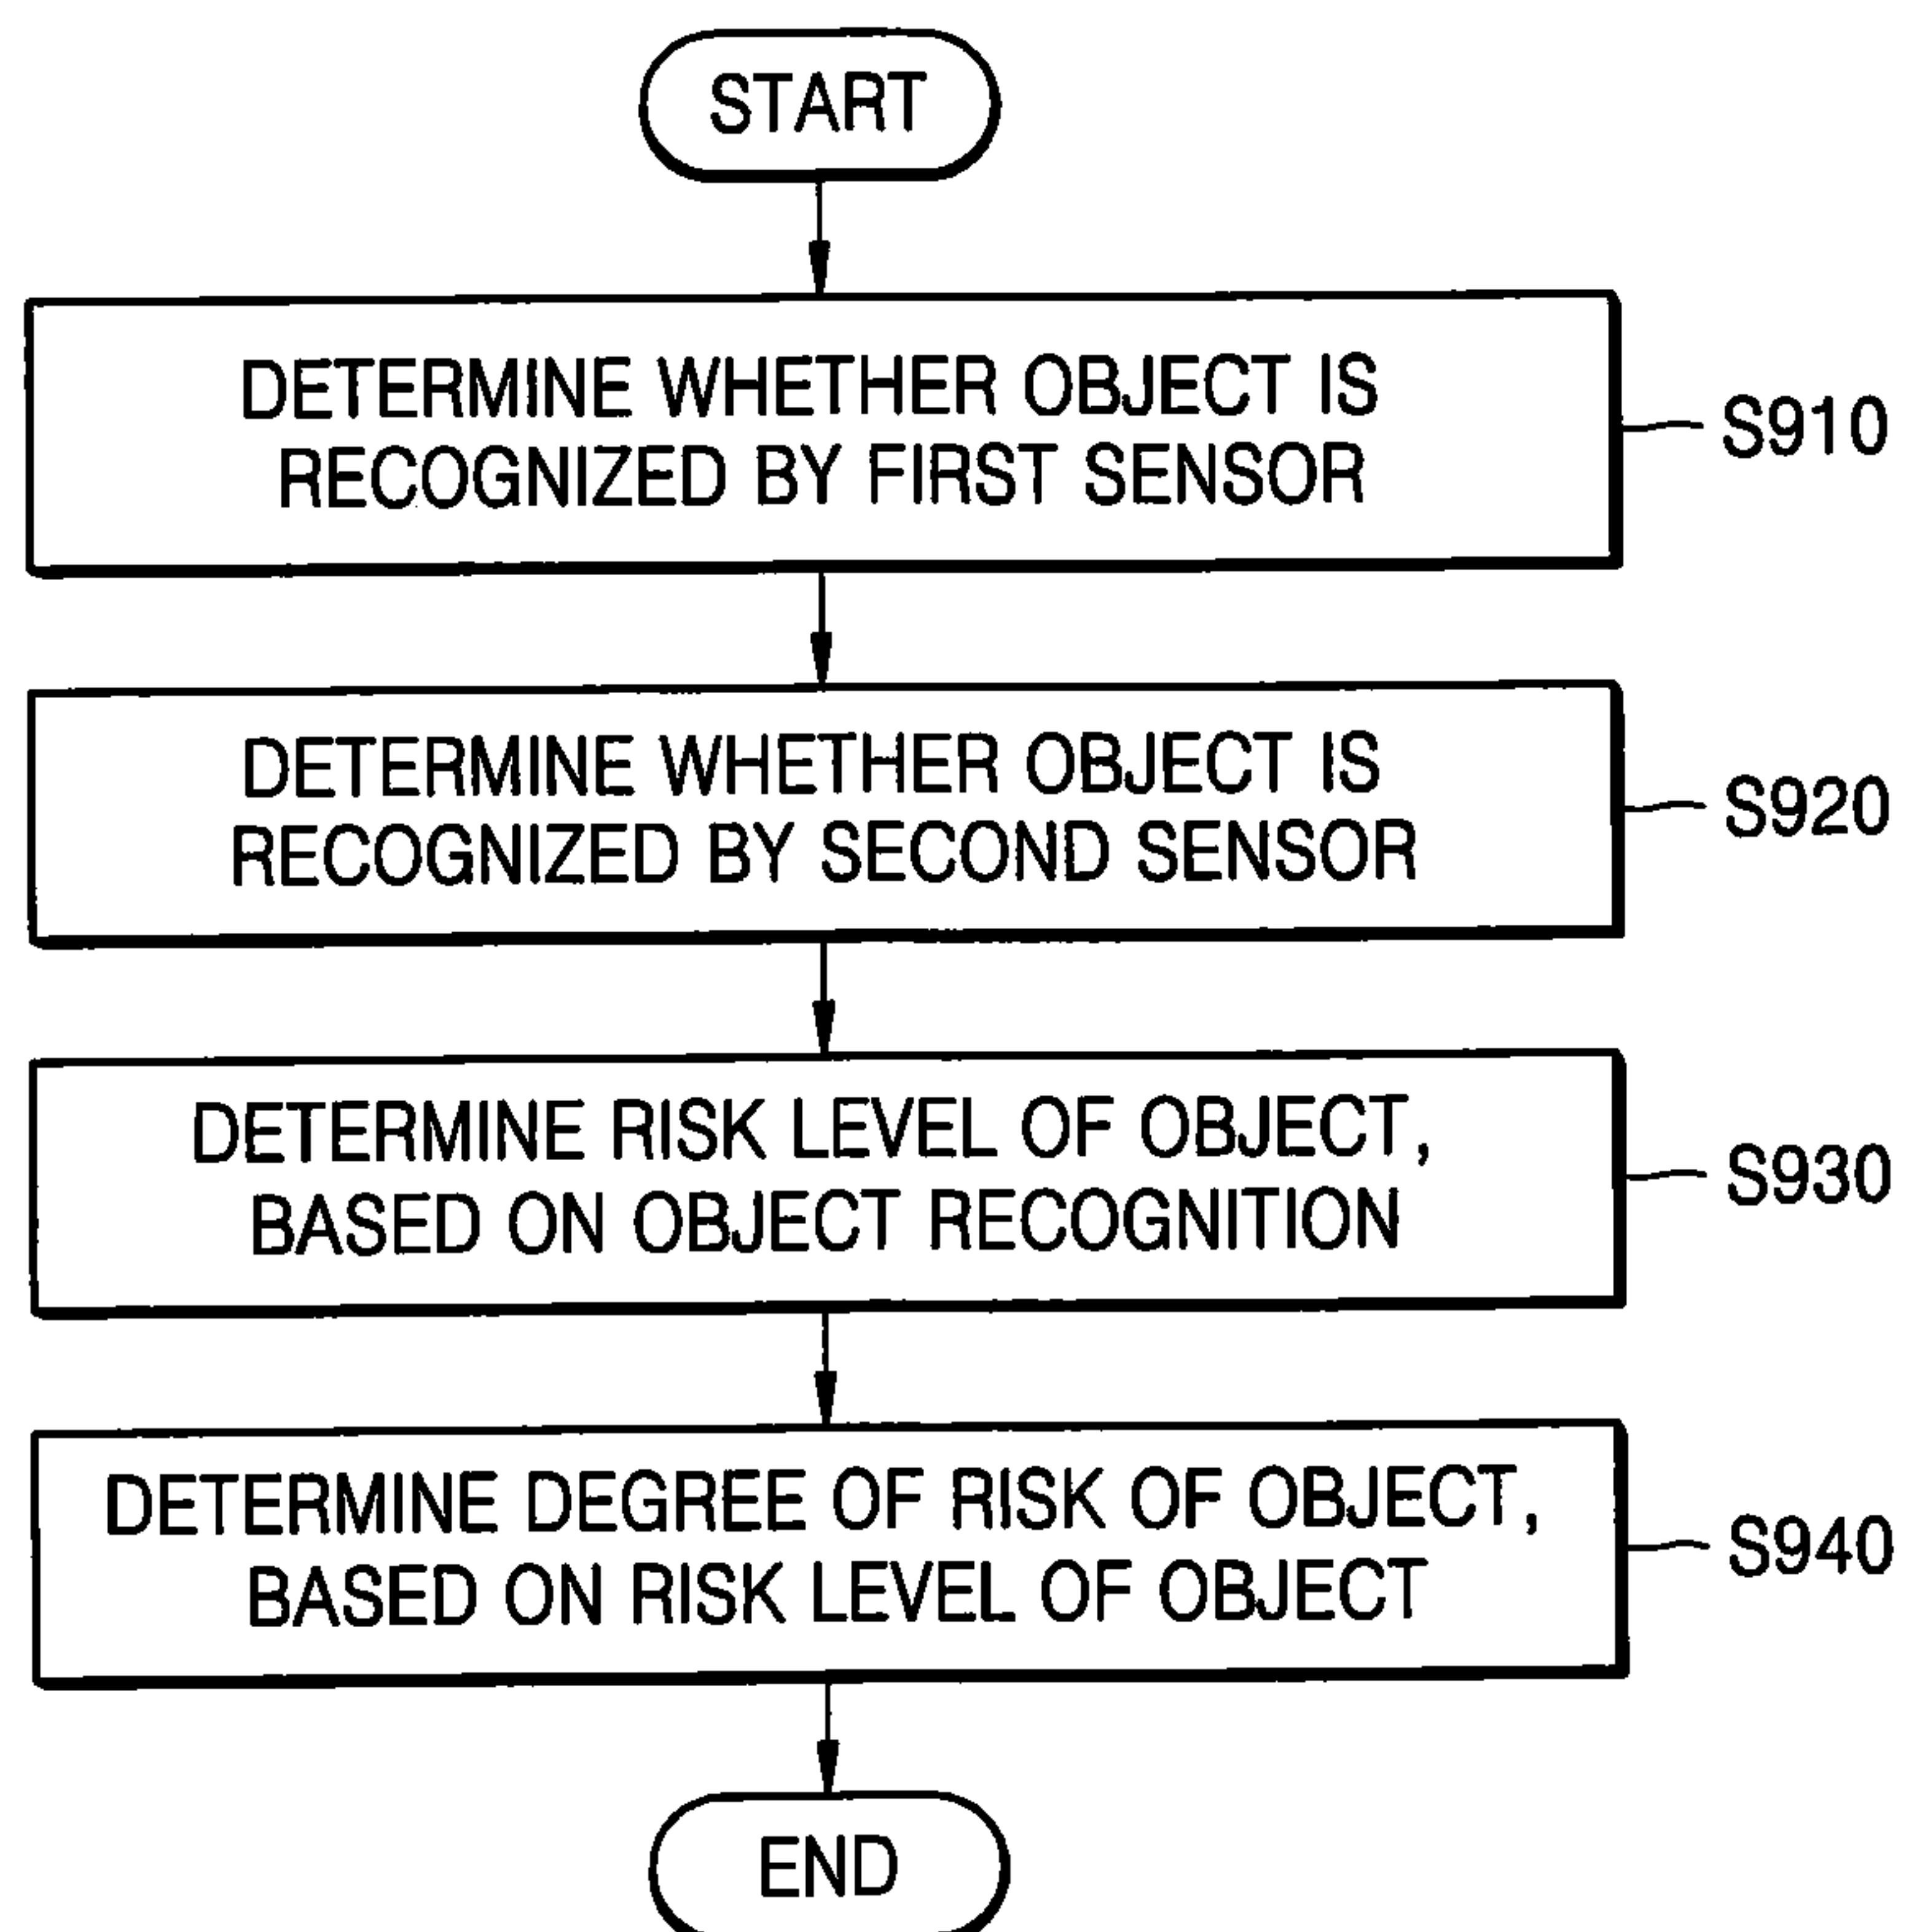 START
DETERMINE WHETHER OBJECT IS
RECOGNIZED BY FIRST SENSOR
S910
DETERMINE WHETHER OBJECT IS
RECOGNIZED BY SECOND SENSOR
S920
DETERMINE RISK LEVEL OF OBJECT,
BASED ON OBJECT RECOGNITION
S930
DETERMINE DEGREE OF RISK OF OBJECT,
BASED ON RISK LEVEL OF OBJECT
S940
END